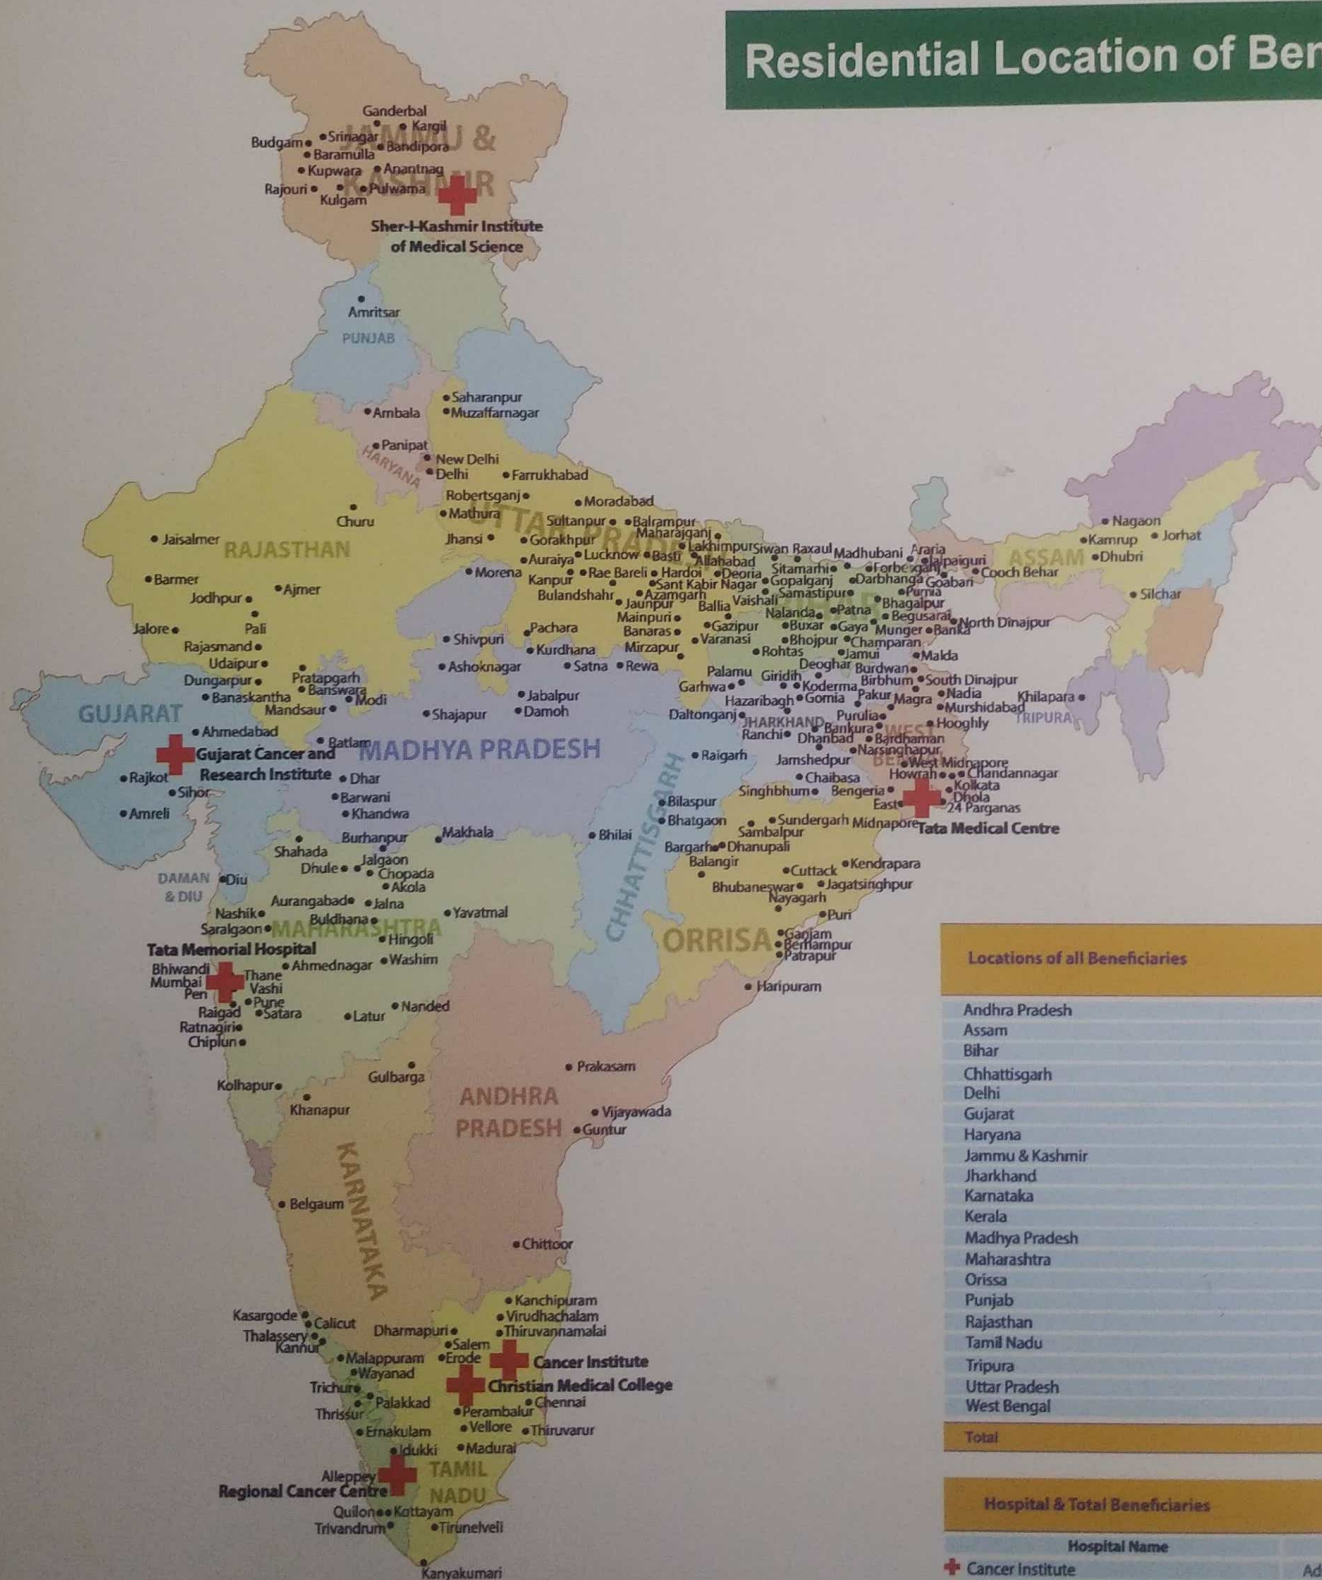 Residential Location of Ber
Ganderbal
Kargil
JAMMU &
Srinagar
Budgam
Bandipora
Baramulla
Kupwara
Anantnag
KASHMIR
Rajouri
Pulwama
Kulgam
Sher-I-Kashmir Institute
of Medical Science
Amritsar
PUNJAB
Saharanpur
Ambala
Muzaffarnagar
Panipat
HARYANA
New Delhi
Delhi
Farrukhabad
Robertsganj
Moradabad
Churu
Mathura
UTTAR PRADESH
Sultanpur
Balrampur
Maharajganj
Nagaon
Jaisalmer
RAJASTHAN
Jhansi
Gorakhpur
Lakhimpur
Siwan
Raxaul
Madhubani
Araria
Kamrup
Jorhat
Auraiya
Lucknow
Basti
Allahabad
Sitamarhi
Forbesganj
Jalpaiguri
ASSAM
Dhubri
Barmer
Morena
Kanpur
Rae Bareli
Hardoi
Deoria
Gopalganj
Darbhanga
Goabari
Cooch Behar
Ajmer
Jodhpur
Sant Kabir Nagar
Samastipur
Purnia
Bulandshahr
Azamgarh
Vaishali
BIHAR
Silchar
Jaunpur
Ballia
Bhagalpur
Pali
Mainpuri
Nalanda
Patna
Begusarai
North Dinajpur
Jalore
Pachara
Banaras
Gazipur
Buxar
Gaya
Munger
Banka
Rajasmand
Shivpuri
Kurdhana
Mirzapur
Varanasi
Bhojpur
Champaran
Udaipur
Rohtas
Jamui
Malda
Ashoknagar
Satna
Rewa
Palamu
Giridih
Deoghar
Burdwan
Dungarpur
Pratapgarh
Garhwa
Koderma
Birbhum
South Dinajpur
Banaskantha
Banswara
Modi
Jabalpur
Hazaribagh
Gomia
Pakur
Magra
Nadia
Khilapara
Mandsaur
Shajapur
Damoh
Daltonganj
JHARKHAND
Purulia
Murshidabad
TRIPURA
GUJARAT
Ahmedabad
Ranchi
Dhanbad
Bankura
WEST
Hooghly
Ratlam
MADHYA PRADESH
Bardhaman
Gujarat Cancer and
Research Institute
Raigarh
Jamshedpur
Narsinghapur
BENGAL
West Midnapore
Rajkot
Dhar
Chaibasa
Howrah
Chandannagar
Sihor
Barwani
Singhbhum
Bengeria
Kolkata
Dhola
Amreli
Khandwa
Bilaspur
East
24 Parganas
Bhatgaon
Sundergarh
Midnapore
Tata Medical Centre
Burhanpur
Makhala
Bhilai
Sambalpur
Shahada
Jalgaon
Bargarh
Dhanupali
Dhule
Chopada
CHHATTISGARH
Balangir
Cuttack
Kendrapara
DAMAN
& DIU
Diu
Akola
Bhubaneswar
Jagatsinghpur
Aurangabad
Jalna
Nayagarh
Nashik
Buldhana
Yavatmal
Puri
Saralgaon
MAHARASHTRA
ORRISA
Ganjam
Hingoli
Berhampur
Tata Memorial Hospital
Patrapur
Bhiwandi
Ahmednagar
Washim
Mumbai
Thane
Pen
Vashi
Haripuram
Pune
Raigad
Satara
Latur
Nanded
Ratnagiri
Chiplun
Gulbarga
Prakasam
Kolhapur
Khanapur
ANDHRA
PRADESH
Vijayawada
Guntur
KARNATAKA
Belgaum
Chittoor
Kanchipuram
Kasargode
Virudhachalam
Calicut
Dharmapuri
Thiruvannamalai
Thalassery
Kannur
Salem
Malappuram
Erode
Cancer Institute
Wayanad
Christian Medical College
Trichur
Palakkad
Chennai
Thrissur
Perambalur
Ernakulam
Vellore
Thiruvarur
Idukki
Madurai
Alleppey
TAMIL
NADU
Regional Cancer Centre
Quilon
Kottayam
Trivandrum
Tirunelveli
Kanyakumari
Locations of all Beneficiaries
Andhra Pradesh
Assam
Bihar
Chhattisgarh
Delhi
Gujarat
Haryana
Jammu & Kashmir
Jharkhand
Karnataka
Kerala
Madhya Pradesh
Maharashtra
Orissa
Punjab
Rajasthan
Tamil Nadu
Tripura
Uttar Pradesh
West Bengal
Total
Hospital & Total Beneficiaries
Hospital Name
Cancer Institute
Ad